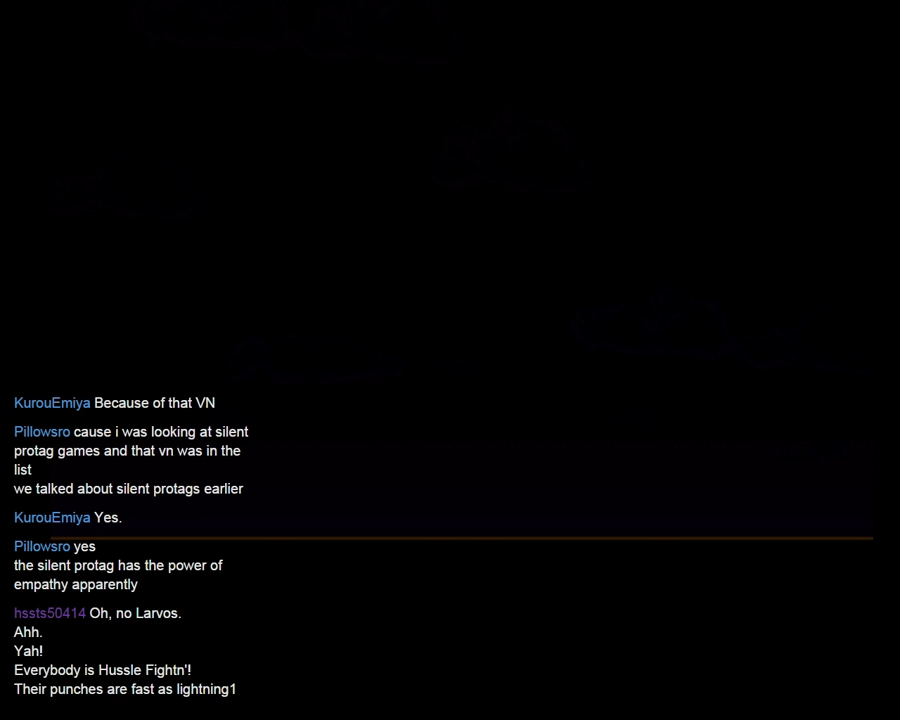 KurouEmiya Because of that VN
Pillowsro cause i was looking at silent
protag games and that vn was in the
list
we talked about silent protags earlier
KurouEmiya Yes.
Pillowsro yes
the silent protag has the power of
empathy apparently
hssts50414 Oh, no Larvos.
Ahh.
Yah!
Everybody is Hussle Fightn'!
Their punches are fast as lightning1